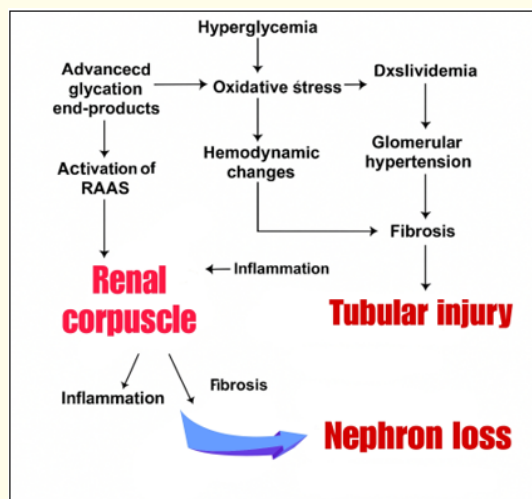 Hyperglycemia
Advancecd
glycation
end-products
Oxidative śtress
Dxslividemia
Activation of
RAAS
Hemodynamic
changes
Glomerular
hypertension
Fibrosis
Inflammation
Renal
corpuscle
Tubular injury
Inflammation
Fibrosis
Nephron loss